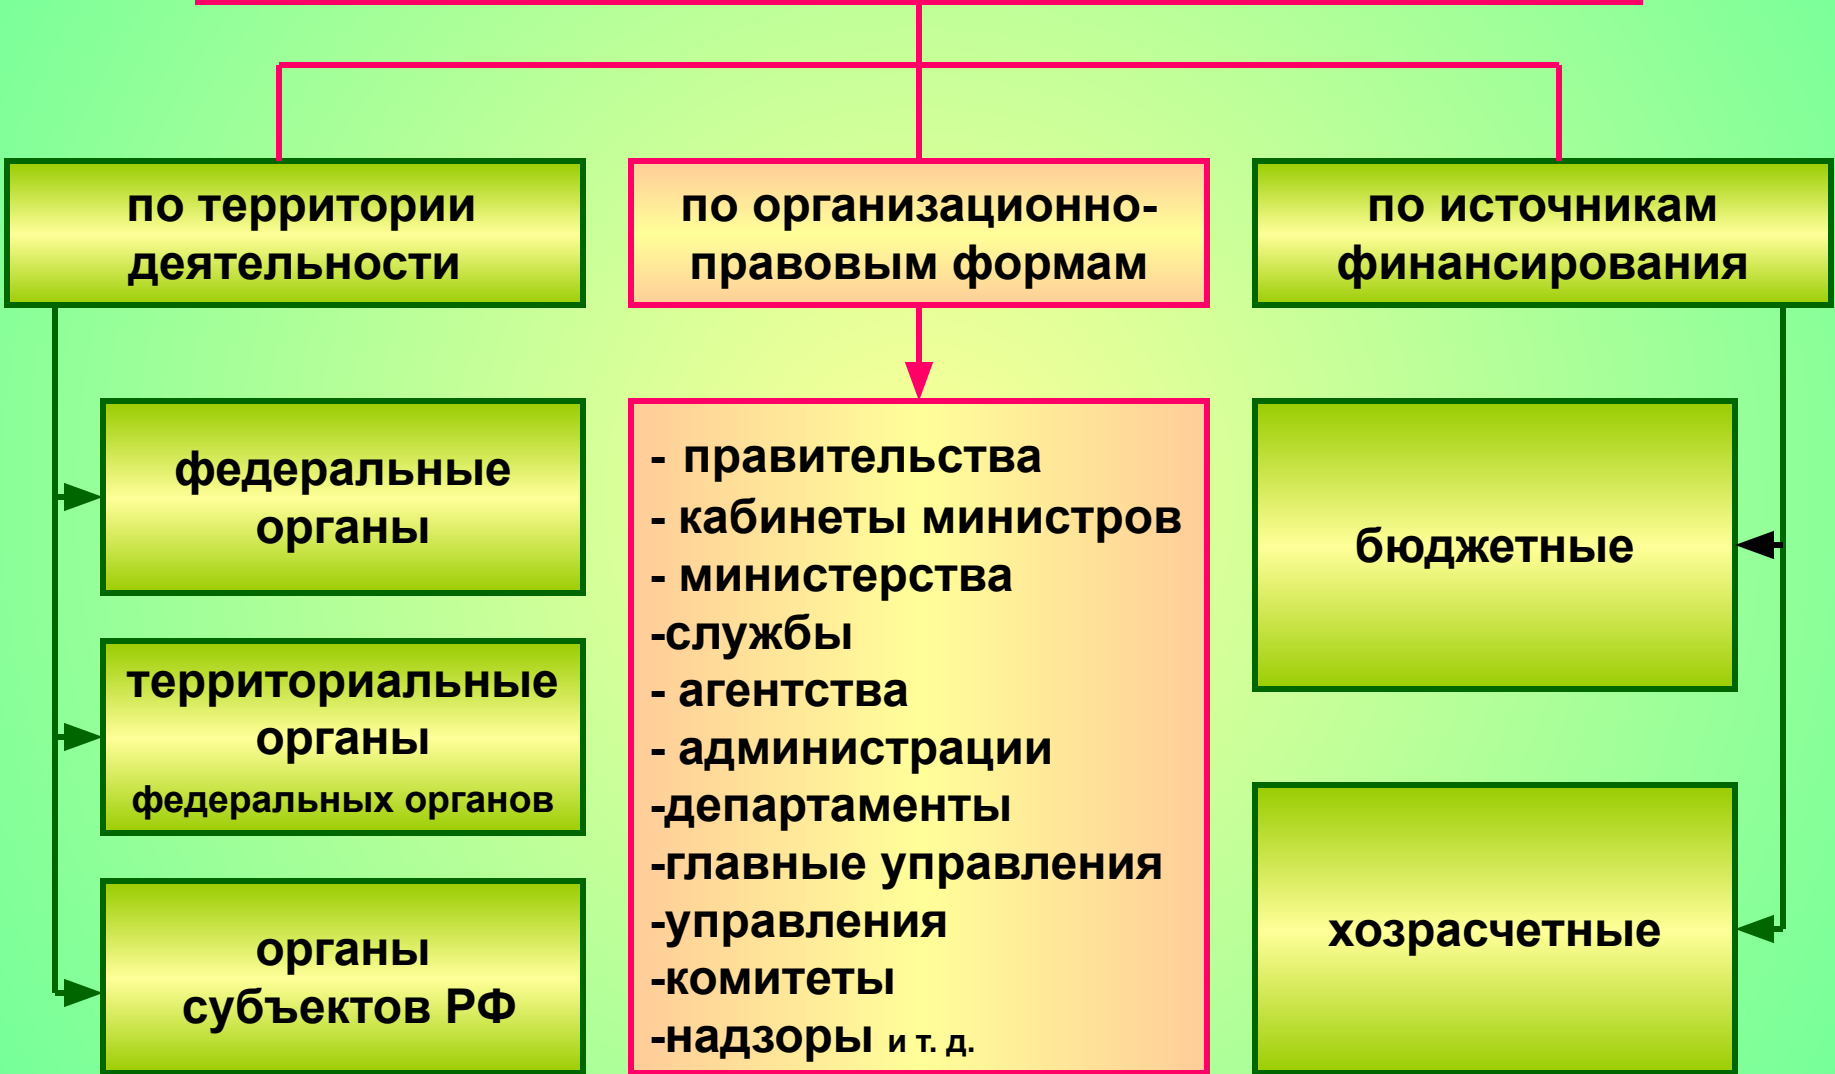 по территории
деятельности
федеральные
органы
территориальные
органы
федеральных органов
органы
субъектов РФ
по организационно-
правовым формам
- правительства
- кабинеты министров
- министерства
-службы
- агентства
- администрации
-департаменты
-главные управления
-управления
-комитеты
-надзоры и т. д.
по источникам
финансирования
бюджетные
хозрасчетные